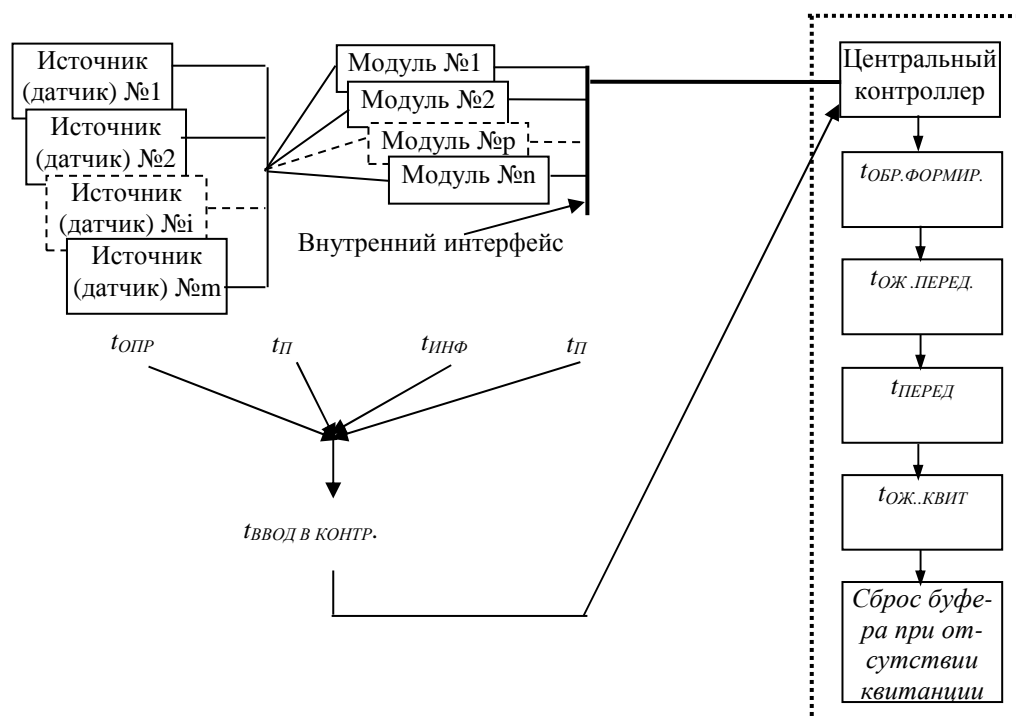 Источник
(датчик) №1
Источник
(датчик) №2
Источник
(датчик) №i
Источник
(датчик) №m
Модуль №1
Модуль №2
Модуль №p
Модуль №n
Внутренний интерфейс
Центральный
контроллер
tОБР.ФОРМИР.
tОЖ .ПЕРЕД.
tПЕРЕД
tОЖ..КВИТ
Сброс буфе-
ра при от-
сутствии
квитанции
tОПР
tП
tИНФ
tП
tВВОД В КОНТР.